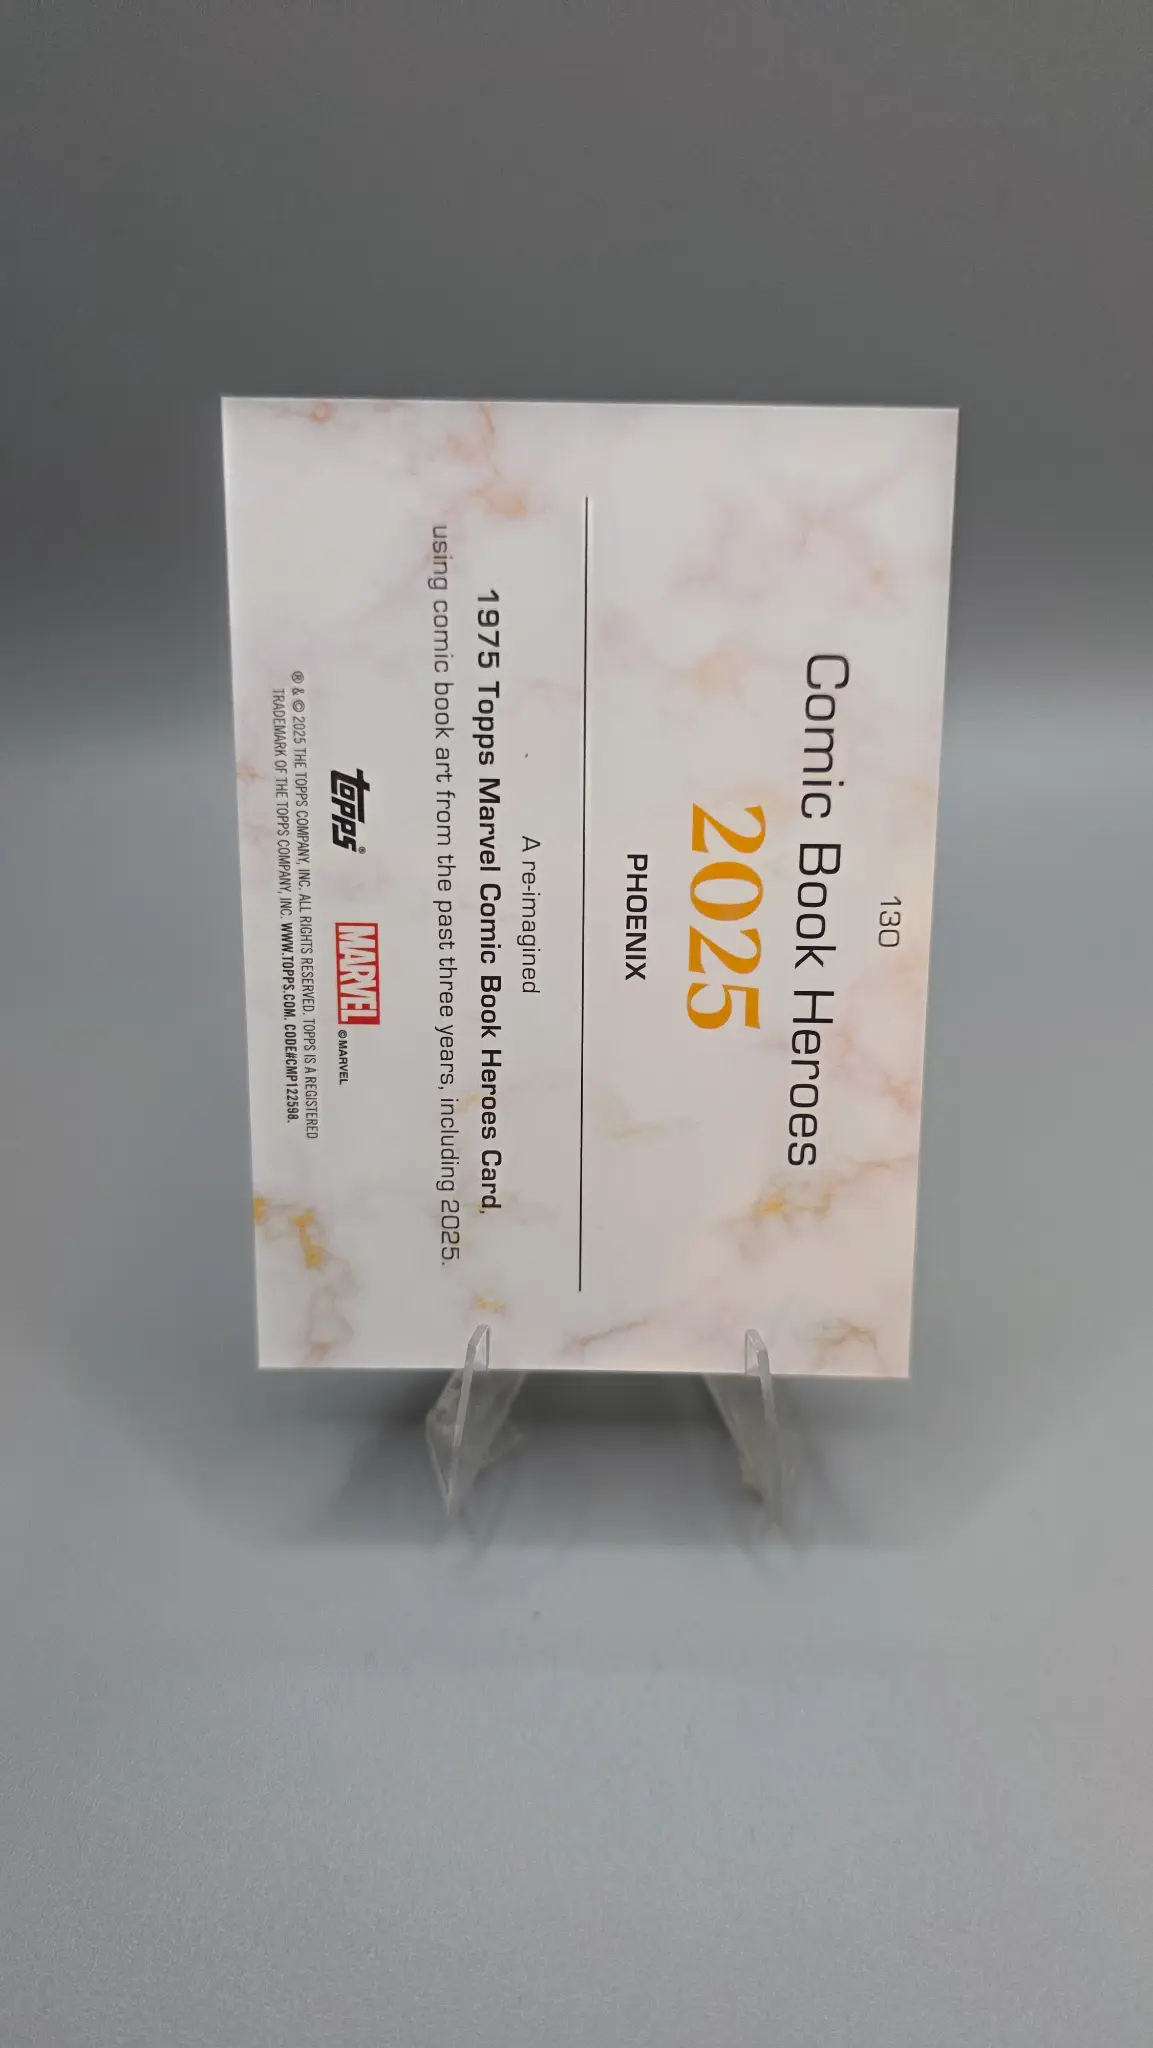 130
Comic Book Heroes
2025
PHOENIX
A re-imagined
1975 Topps Marvel Comic Book Heroes Card,
using comic book art from the past three years, including 2025.
topps®
MARVEL © MARVEL
® & © 2025 THE TOPPS COMPANY, INC. ALL RIGHTS RESERVED. TOPPS IS A REGISTERED
TRADEMARK OF THE TOPPS COMPANY, INC. WWW.TOPPS.COM. CODE#CMP122598.